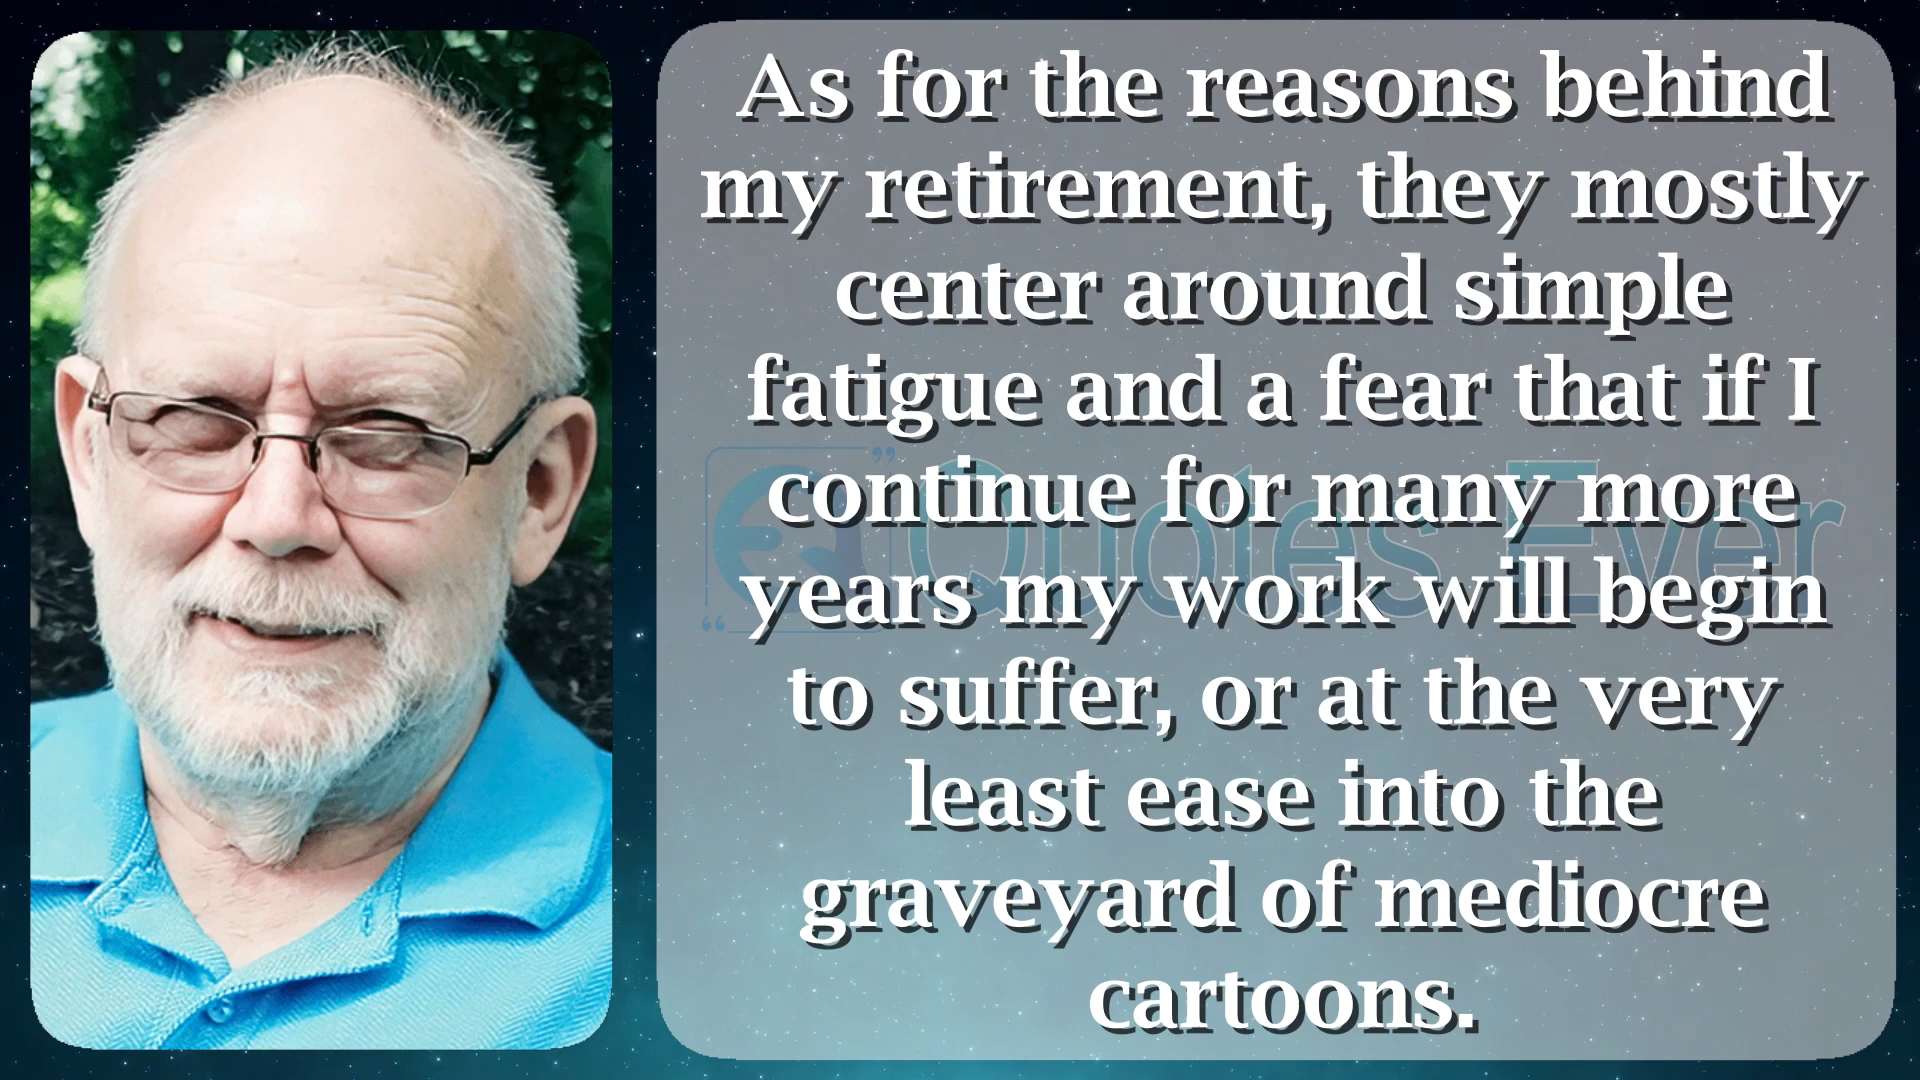 As for the reasons behind
my retirement, they mostly
center around simple
fatigue and a fear that if I
continue for many more
years my work will begin
to suffer, or at the very
least ease into the
graveyard of mediocre
cartoons.
Quotes Ever